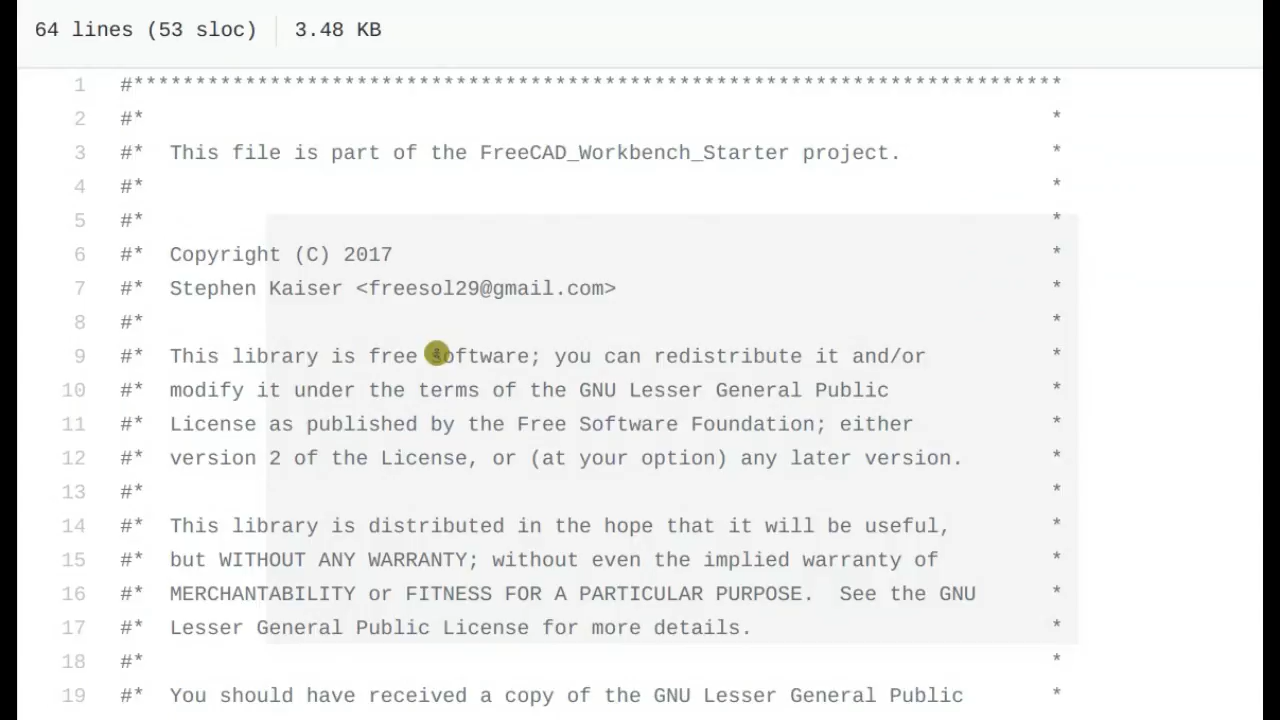 64 lines (53 sloc) 3.48 KB
1 #***************************************************************************
2 #* *
3 #* This file is part of the FreeCAD_Workbench_Starter project. *
4 #* *
5 #* *
6 #* Copyright (C) 2017 *
7 #* Stephen Kaiser <freesol29@gmail.com> *
8 #* *
9 #* This library is free software; you can redistribute it and/or *
10 #* modify it under the terms of the GNU Lesser General Public *
11 #* License as published by the Free Software Foundation; either *
12 #* version 2 of the License, or (at your option) any later version. *
13 #* *
14 #* This library is distributed in the hope that it will be useful, *
15 #* but WITHOUT ANY WARRANTY; without even the implied warranty of *
16 #* MERCHANTABILITY or FITNESS FOR A PARTICULAR PURPOSE.  See the GNU *
17 #* Lesser General Public License for more details. *
18 #* *
19 #* You should have received a copy of the GNU Lesser General Public *